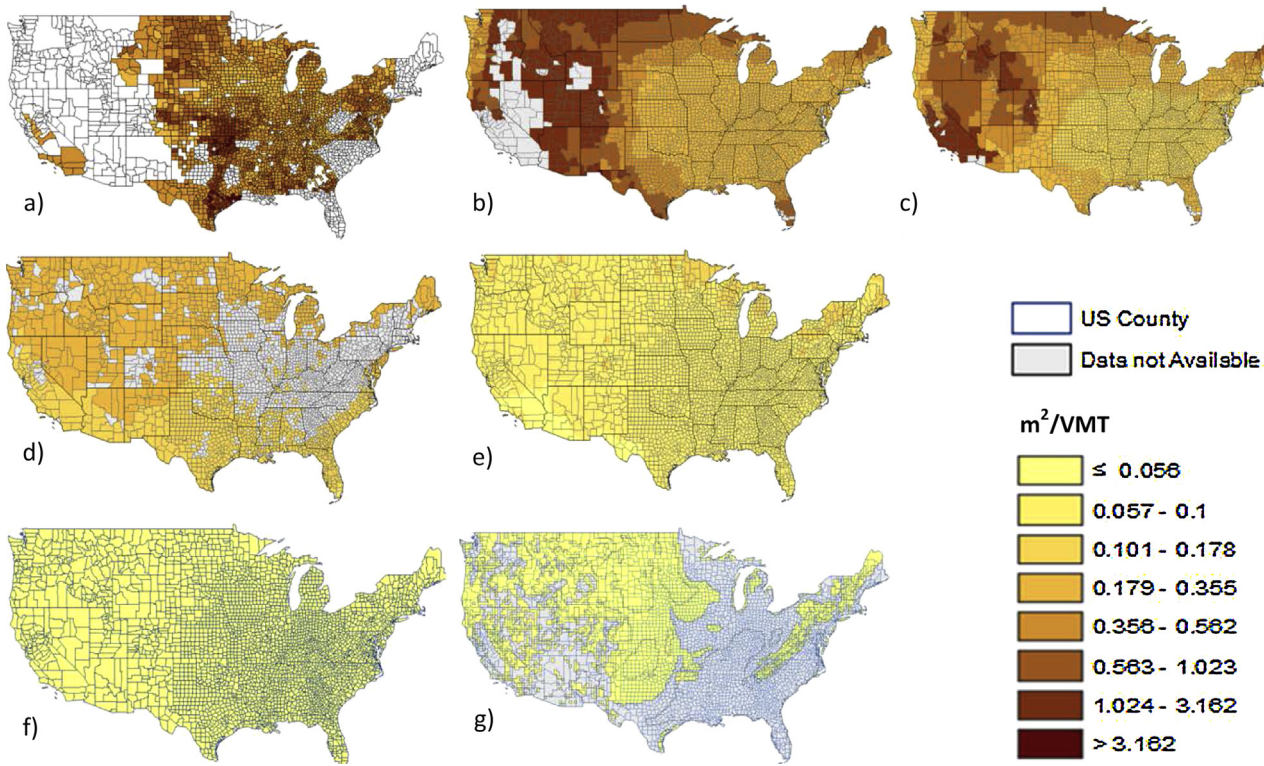 a)
b)
c)
d)
e)
f)
g)
US County
Data not Available
m²/VMT
≤ 0.056
0.057 - 0.1
0.101 - 0.178
0.179 - 0.355
0.356 - 0.562
0.563 - 1.023
1.024 - 3.162
> 3.162